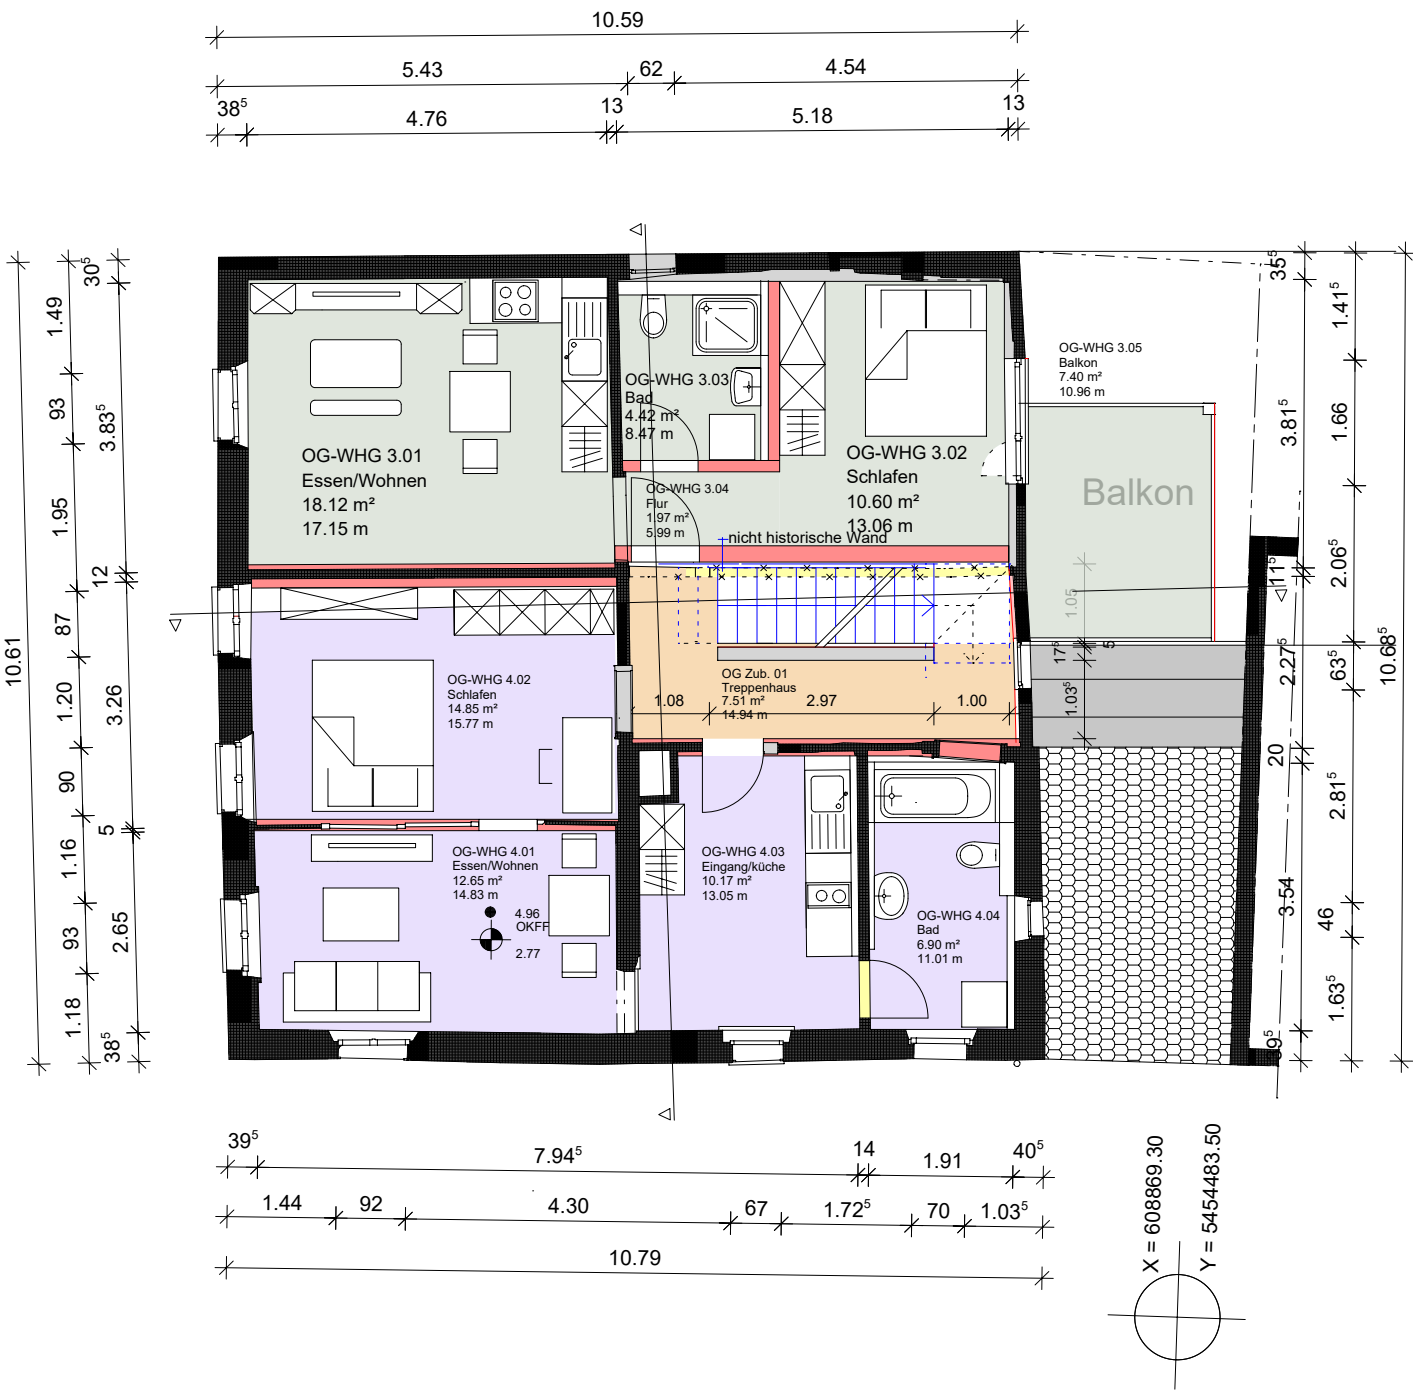 10.59
5.43 62 4.54
38⁵ 4.76 13 5.18 13
10.61
1.49
93
1.95
87
1.20
90
1.16
93
1.18
30⁵
3.83⁵
12
3.26
5
2.65
38⁵
OG-WHG 3.01
Essen/Wohnen
18.12 m²
17.15 m
OG-WHG 3.03
Bad
4.42 m²
8.47 m
OG-WHG 3.04
Flur
1.97 m²
5.99 m
OG-WHG 3.02
Schlafen
10.60 m²
13.06 m
nicht historische Wand
OG-WHG 3.05
Balkon
7.40 m²
10.96 m
Balkon
OG-WHG 4.02
Schlafen
14.85 m²
15.77 m
OG Zub. 01
Treppenhaus
7.51 m²
14.94 m
1.08 2.97 1.00
1.05
17⁵
5
1.03⁵
OG-WHG 4.01
Essen/Wohnen
12.65 m²
14.83 m
4.96
OKFF
2.77
OG-WHG 4.03
Eingang/küche
10.17 m²
13.05 m
OG-WHG 4.04
Bad
6.90 m²
11.01 m
35⁵
3.81⁵
11⁵
2.27⁵
20
3.54
39⁵
1.41⁵
1.66
2.06⁵
63⁵
2.81⁵
46
1.63⁵
10.68⁵
39⁵ 7.94⁵ 14 1.91 40⁵
1.44 92 4.30 67 1.72⁵ 70 1.03⁵
10.79
X = 608869.30
Y = 5454483.50